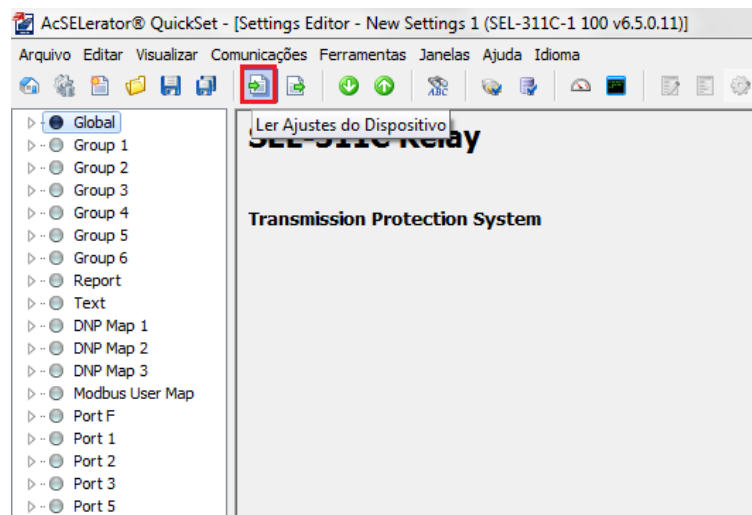 AcSELerator® QuickSet - [Settings Editor - New Settings 1 (SEL-311C-1 100 v6.5.0.11)]
Arquivo Editar Visualizar Comunicações Ferramentas Janelas Ajuda Idioma
Global
Group 1
Group 2
Group 3
Group 4
Group 5
Group 6
Report
Text
DNP Map 1
DNP Map 2
DNP Map 3
Modbus User Map
Port F
Port 1
Port 2
Port 3
Port 5
Ler Ajustes do Dispositivo
SEL-311C Relay
Transmission Protection System